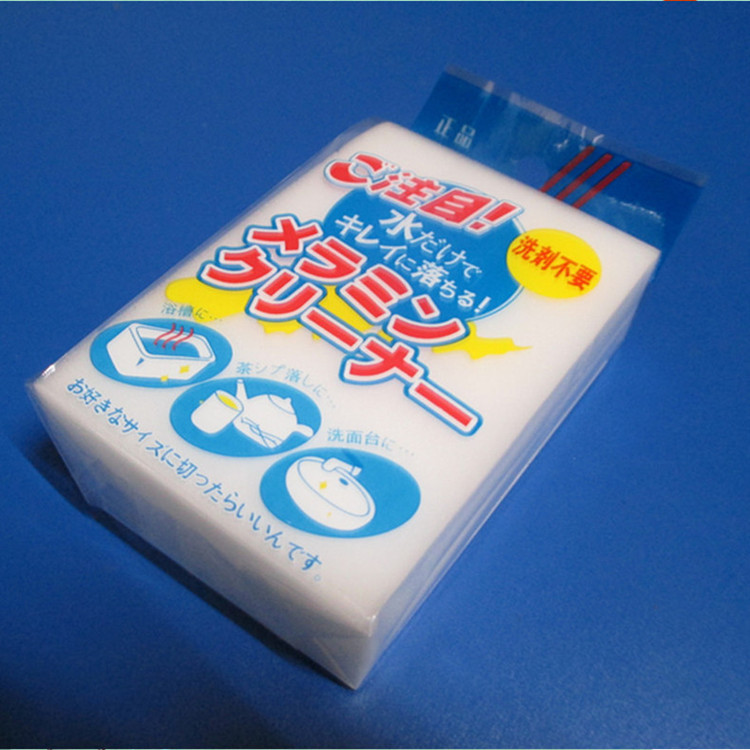 正品
ご注目!
水だけで
キレイに落ちる!
洗剤不要
メラミン
クリーナー
浴槽に…
茶シブ落しに…
洗面台に…
お好きなサイズに切ったらいいんです。